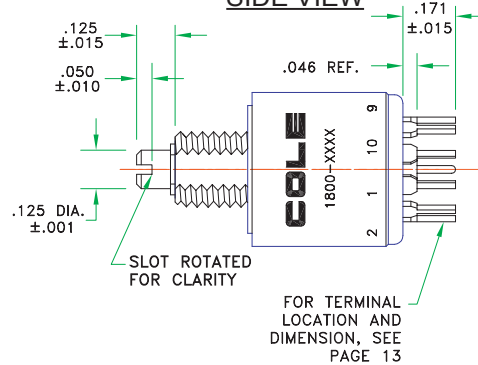 SIDE VIEW
.125
±.015
.171
±.015
.050
±.010
.046 REF.
.125 DIA.
±.001
COLE
1800-XXXX
9
10
1
2
SLOT ROTATED
FOR CLARITY
FOR TERMINAL
LOCATION AND
DIMENSION, SEE
PAGE 13